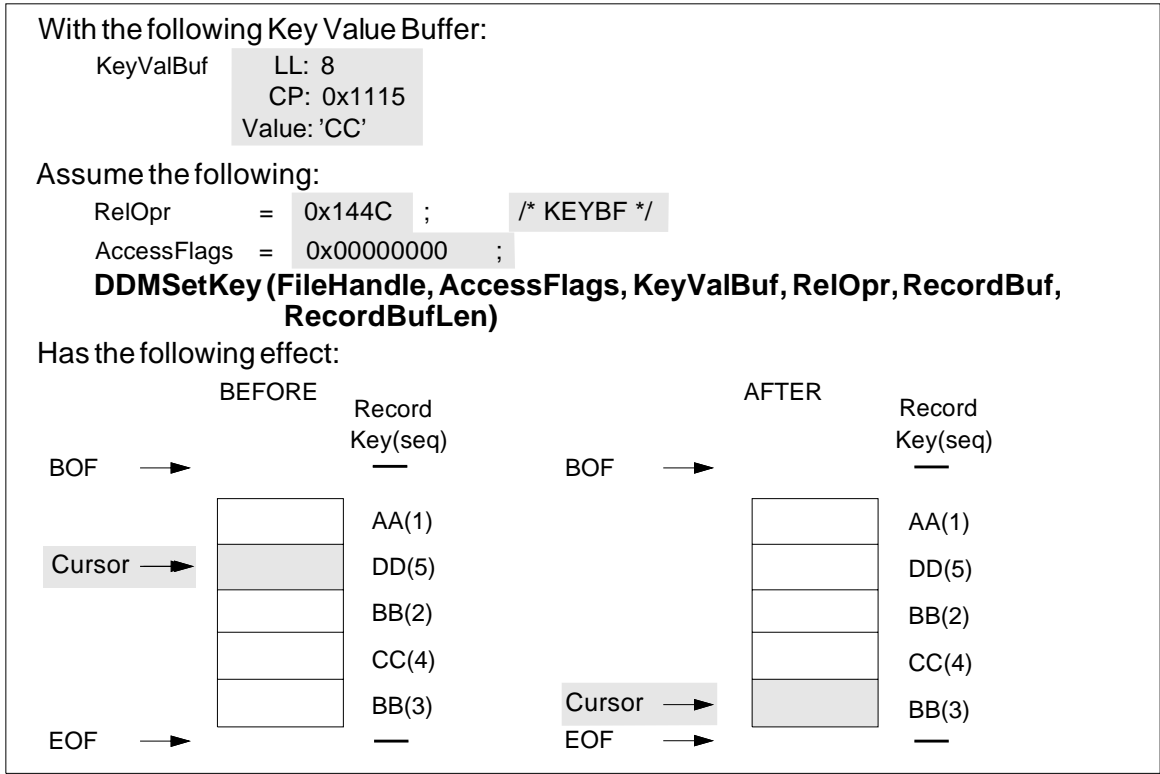 With the following Key Value Buffer:
KeyValBuf LL: 8
CP: 0x1115
Value: 'CC'
Assume the following:
RelOpr = 0x144C ; /* KEYBF */
AccessFlags = 0x00000000 ;
DDMSetKey (FileHandle, AccessFlags, KeyValBuf, RelOpr, RecordBuf,
RecordBufLen)
Has the following effect:
BEFORE AFTER
Record Record
Key(seq) Key(seq)
BOF BOF
AA(1) AA(1)
Cursor DD(5) DD(5)
BB(2) BB(2)
CC(4) CC(4)
BB(3) Cursor BB(3)
EOF EOF